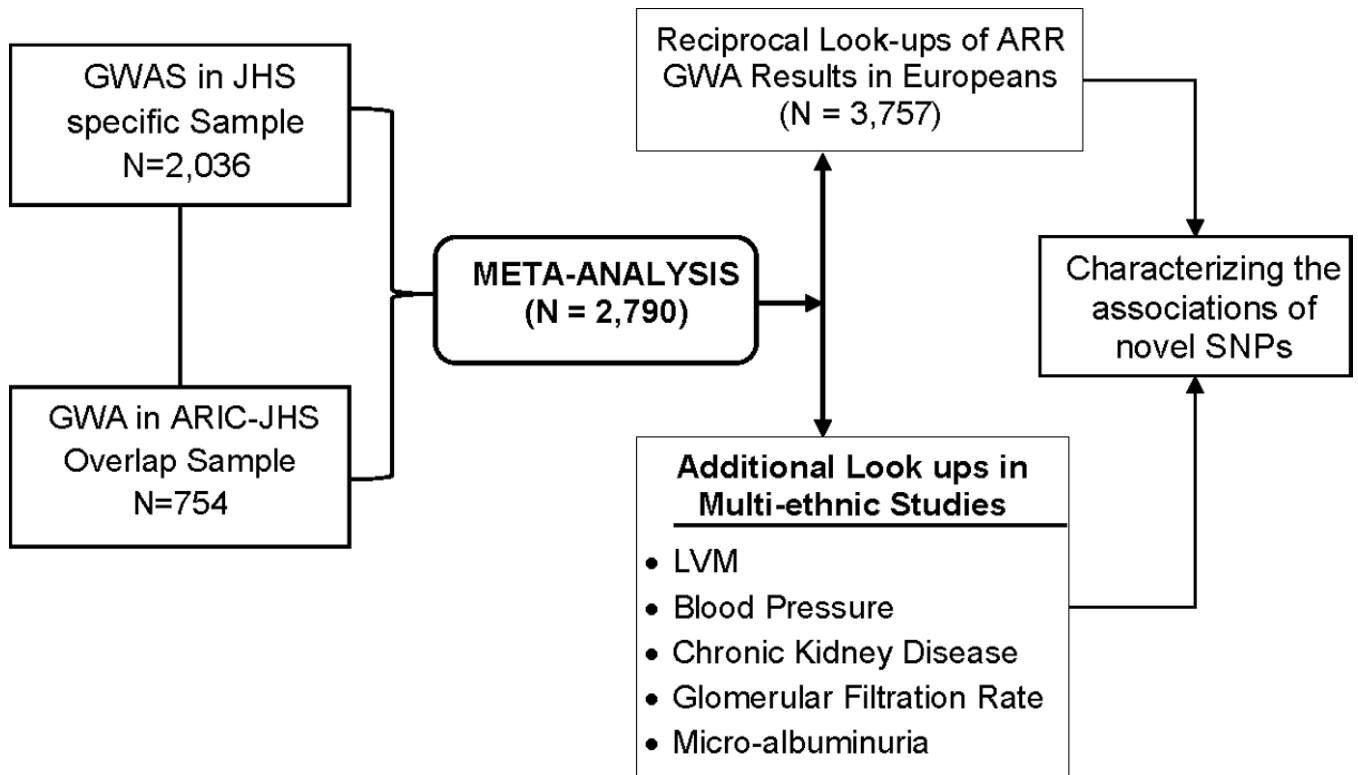 GWAS in JHS
specific Sample
N=2,036
GWA in ARIC-JHS
Overlap Sample
N=754
META-ANALYSIS
(N = 2,790)
Reciprocal Look-ups of ARR
GWA Results in Europeans
(N = 3,757)
Additional Look ups in
Multi-ethnic Studies
• LVM
• Blood Pressure
• Chronic Kidney Disease
• Glomerular Filtration Rate
• Micro-albuminuria
Characterizing the
associations of
novel SNPs